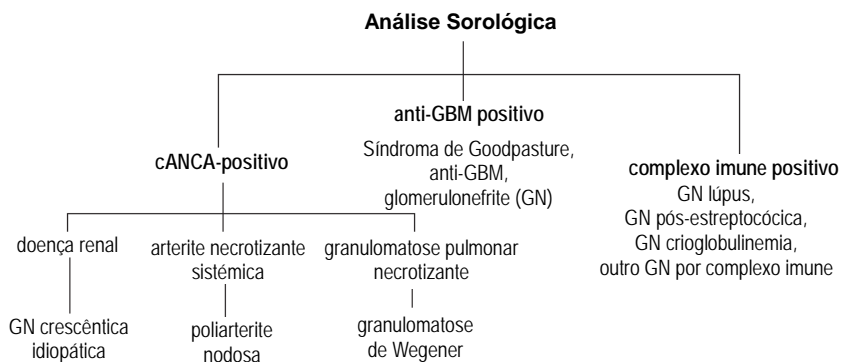 Análise Sorológica
anti-GBM positivo
Síndroma de Goodpasture,
anti-GBM,
glomerulonefrite (GN)
cANCA-positivo
complexo imune positivo
GN lúpus,
GN pós-estreptocócica,
GN crioglobulinemia,
outro GN por complexo imune
doença renal
arterite necrotizante
sistémica
granulomatose pulmonar
necrotizante
GN crescêntica
idiopática
poliarterite
nodosa
granulomatose
de Wegener